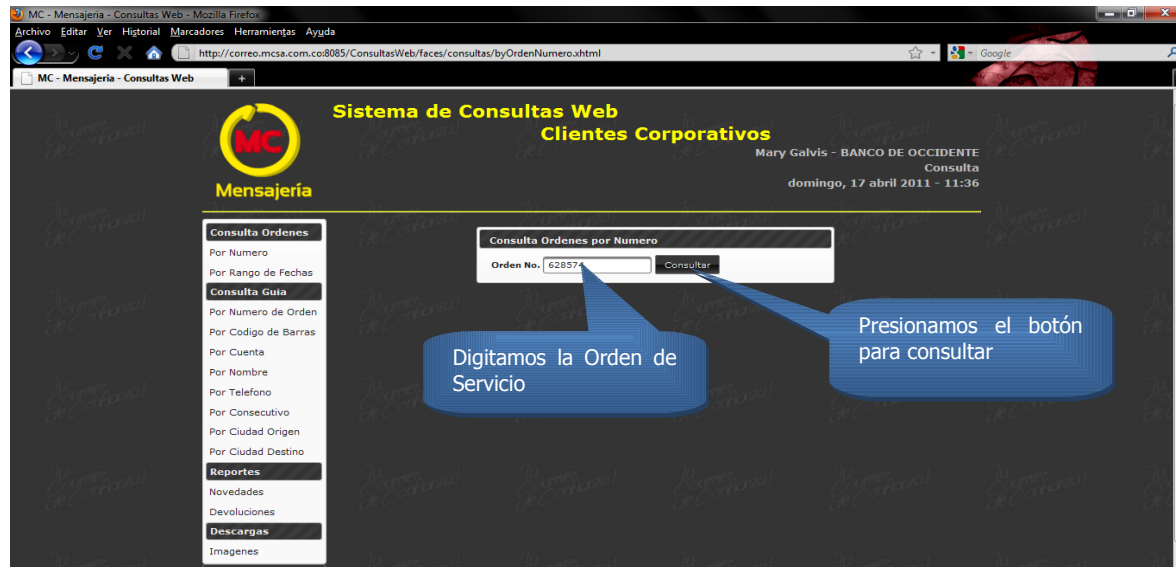 MC - Mensajeria - Consultas Web - Mozilla Firefox
Archivo Editar Ver Historial Marcadores Herramientas Ayuda
http://correo.mcsa.com.co:8085/ConsultasWeb/faces/consultas/byOrdenNumero.xhtml
Google
MC - Mensajeria - Consultas Web
MC
Mensajería
Sistema de Consultas Web
Clientes Corporativos
Mary Galvis - BANCO DE OCCIDENTE
Consulta
domingo, 17 abril 2011 - 11:36
Consulta Ordenes
Por Numero
Por Rango de Fechas
Consulta Guia
Por Numero de Orden
Por Codigo de Barras
Por Cuenta
Por Nombre
Por Telefono
Por Consecutivo
Por Ciudad Origen
Por Ciudad Destino
Reportes
Novedades
Devoluciones
Descargas
Imagenes
Consulta Ordenes por Numero
Orden No. 628574 Consultar
Digitamos la Orden de
Servicio
Presionamos el botón
para consultar